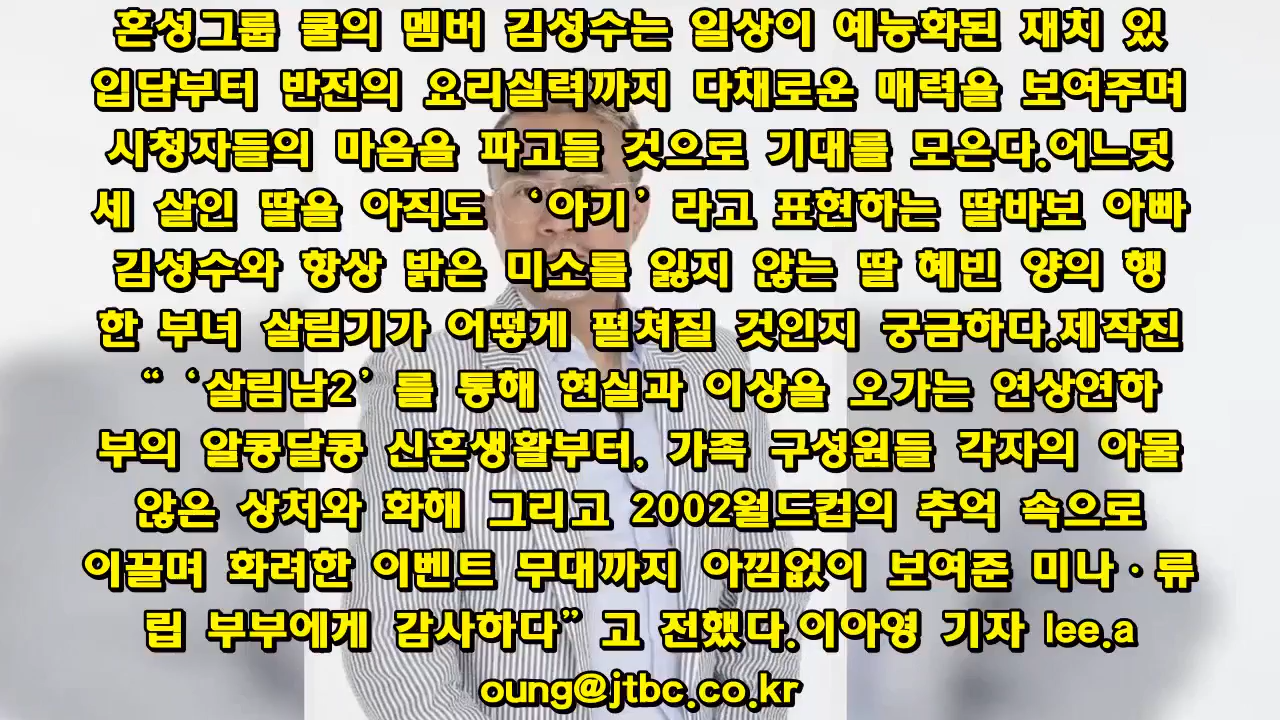 혼성그룹 쿨의 멤버 김성수는 일상이 예능화된 재치 있
입담부터 반전의 요리실력까지 다채로운 매력을 보여주며
시청자들의 마음을 파고들 것으로 기대를 모은다.어느덧
세 살인 딸을 아직도 ‘아기’라고 표현하는 딸바보 아빠
김성수와 항상 밝은 미소를 잃지 않는 딸 혜빈 양의 행
한 부녀 살림기가 어떻게 펼쳐질 것인지 궁금하다.제작진
“‘살림남2’를 통해 현실과 이상을 오가는 연상연하
부의 알콩달콩 신혼생활부터, 가족 구성원들 각자의 아물
않은 상처와 화해 그리고 2002월드컵의 추억 속으로
이끌며 화려한 이벤트 무대까지 아낌없이 보여준 미나·류
립 부부에게 감사하다”고 전했다.이아영 기자 lee.a
oung@jtbc.co.kr